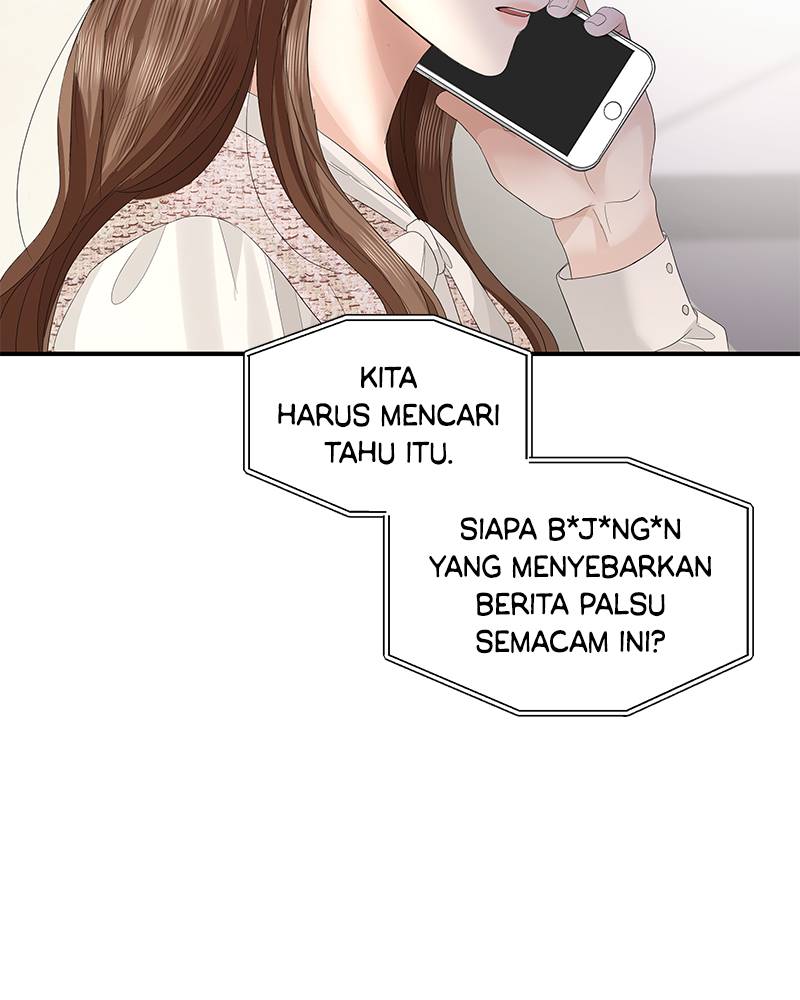 KITA
HARUS MENCARI
TAHU ITU.
SIAPA B*J*NG*N
YANG MENYEBARKAN
BERITA PALSU
SEMACAM INI?